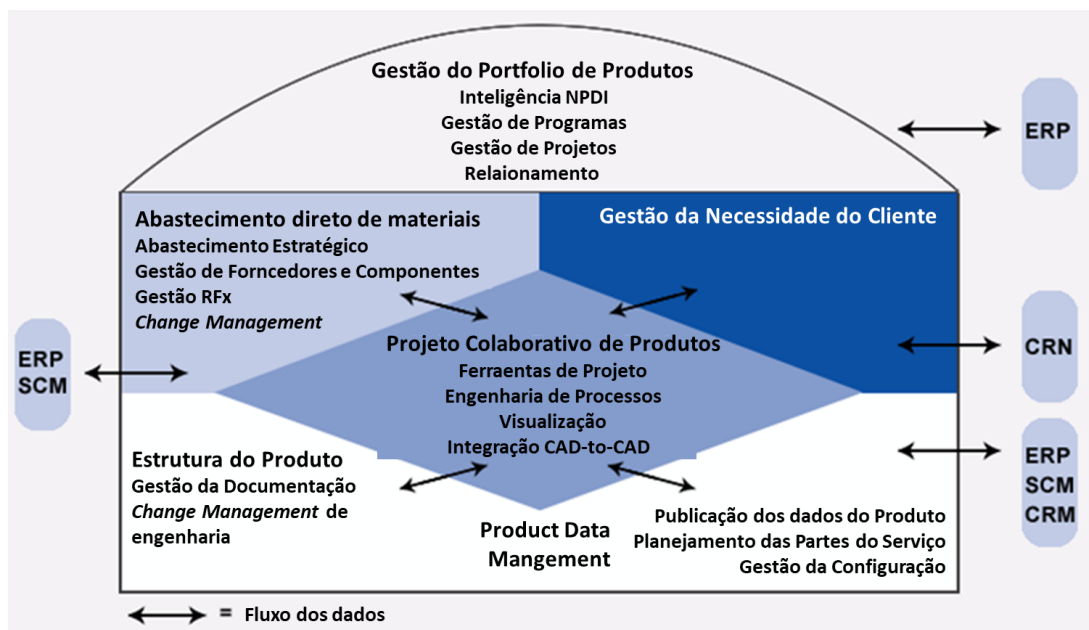 Gestão do Portfolio de Produtos
Inteligência NPDI
Gestão de Programas
Gestão de Projetos
Relaionamento
ERP
Abastecimento direto de materiais
Abastecimento Estratégico
Gestão de Forncedores e Componentes
Gestão RFx
Change Management
Gestão da Necessidade do Cliente
ERP
SCM
Projeto Colaborativo de Produtos
Ferraentas de Projeto
Engenharia de Processos
Visualização
Integração CAD-to-CAD
CRN
Estrutura do Produto
Gestão da Documentação
Change Management de
engenharia
Product Data
Mangement
Publicação dos dados do Produto
Planejamento das Partes do Serviço
Gestão da Configuração
ERP
SCM
CRM
= Fluxo dos dados